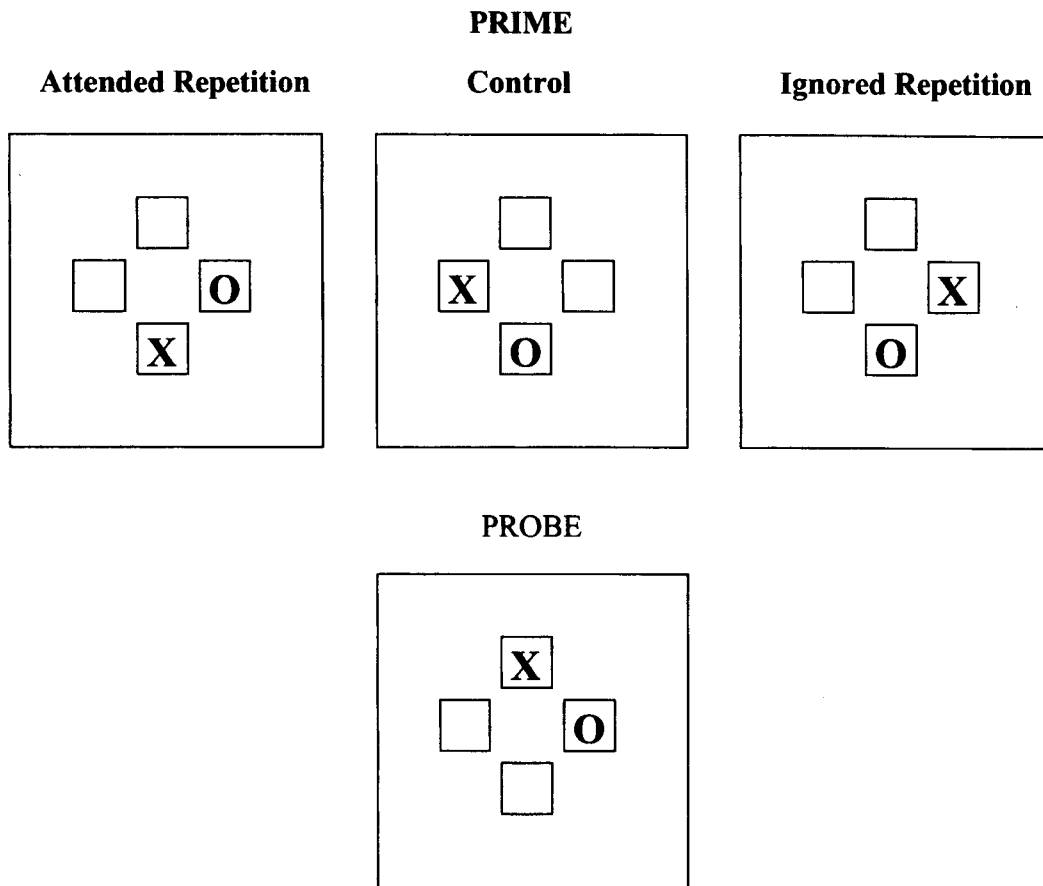 PRIME
Attended Repetition Control Ignored Repetition
O X X
X O O
PROBE
X
O